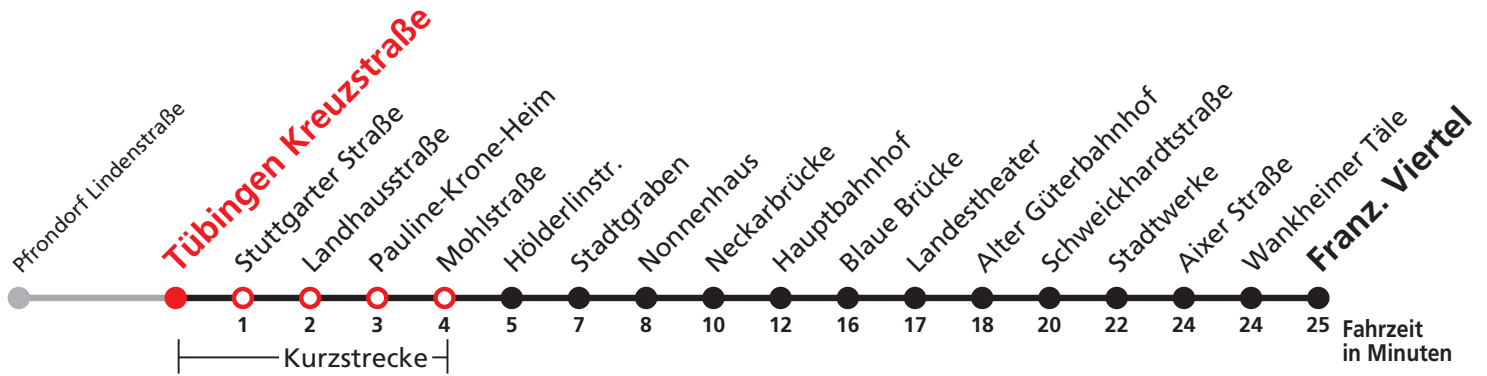 Pfrondorf Lindenstraße
Tübingen Kreuzstraße
Stuttgarter Straße
Landhausstraße
Pauline-Krone-Heim
Mohlstraße
Hölderlinstr.
Stadtgraben
Nonnenhaus
Neckarbrücke
Hauptbahnhof
Blaue Brücke
Landestheater
Alter Güterbahnhof
Schweickhardtstraße
Stadtwerke
Aixer Straße
Wankheimer Täle
Franz. Viertel
1 2 3 4 5 7 8 10 12 16 17 18 20 22 24 24 25 Fahrzeit
in Minuten
Kurzstrecke